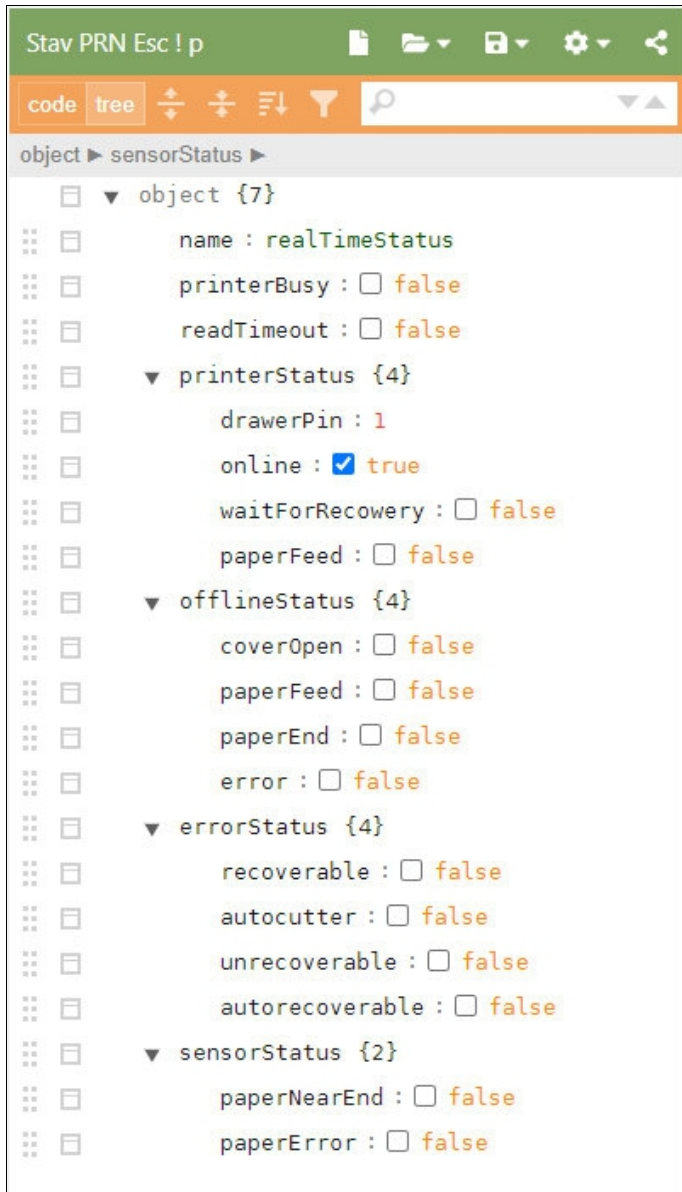 Stav PRN Esc ! p
code tree
object ► sensorStatus ►
▼ object {7}
name : realTimeStatus
printerBusy : false
readTimeout : false
▼ printerStatus {4}
drawerPin : 1
online : true
waitForRecowery : false
paperFeed : false
▼ offlineStatus {4}
coverOpen : false
paperFeed : false
paperEnd : false
error : false
▼ errorStatus {4}
recoverable : false
autocutter : false
unrecoverable : false
autorecoverable : false
▼ sensorStatus {2}
paperNearEnd : false
paperError : false